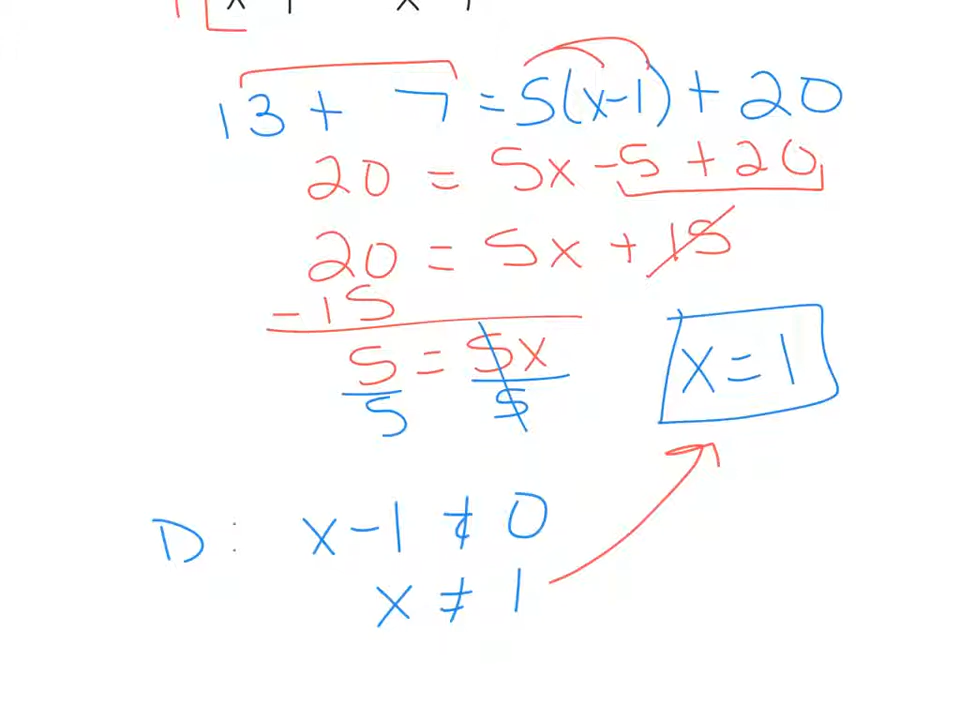 13 + 7 = 5(x-1) + 20
20 = 5x -5 + 20
20 = 5x + 15
-15
5 = 5x
5 5
x = 1
D: x-1 ≠ 0
x ≠ 1